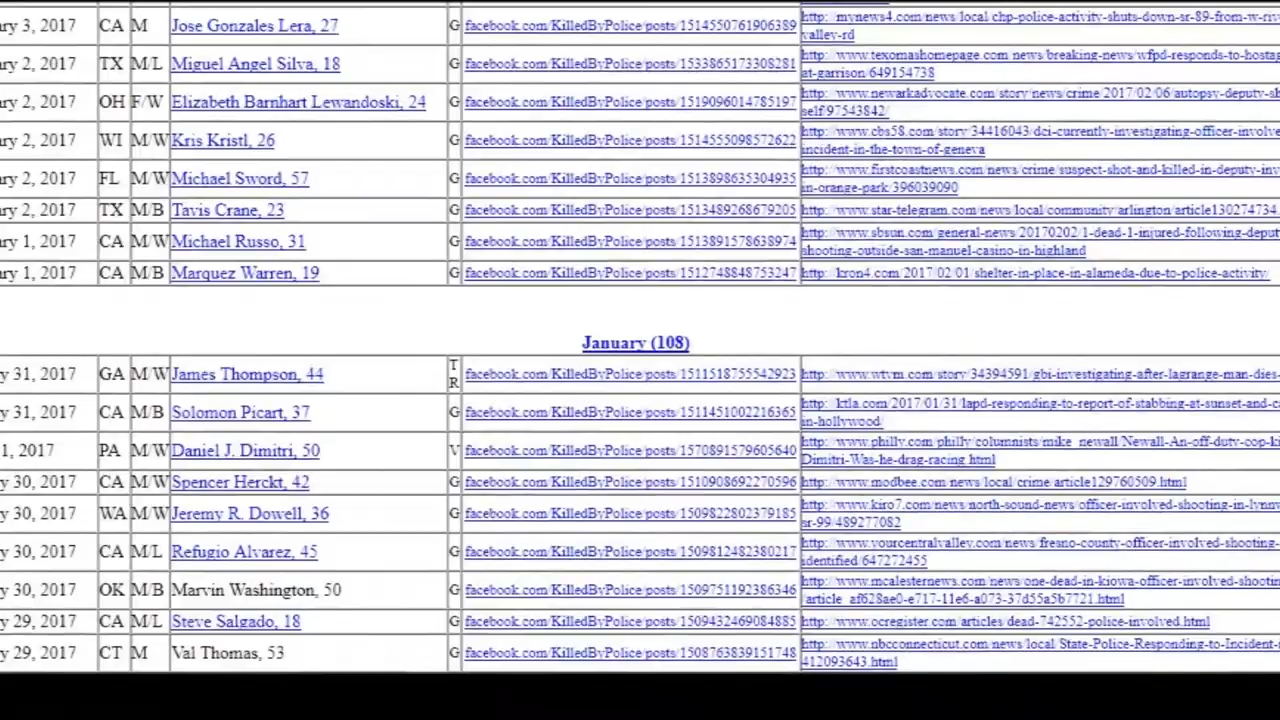 ary 3, 2017 CA M Jose Gonzales Lera, 27 G facebook.com/KilledByPolice/posts/1514550761906389 http://mynews4.com/news/local/chp-police-activity-shuts-down-sr-89-from-w-riv
valley-rd
ary 2, 2017 TX M/L Miguel Angel Silva, 18 G facebook.com/KilledByPolice/posts/1533865173308281 http://www.texomashomepage.com/news/breaking-news/wfpd-responds-to-hostag
at-garrison/649154738
ary 2, 2017 OH F/W Elizabeth Barnhart Lewandoski, 24 G facebook.com/KilledByPolice/posts/1519096014785197 http://www.newarkadvocate.com/story/news/crime/2017/02/06/autopsy-deputy-sh
self/97543842/
ary 2, 2017 WI M/W Kris Kristl, 26 G facebook.com/KilledByPolice/posts/1514555098572622 http://www.cbs58.com/story/34416043/dci-currently-investigating-officer-involve
incident-in-the-town-of-geneva
ary 2, 2017 FL M/W Michael Sword, 57 G facebook.com/KilledByPolice/posts/1513898635304935 http://www.firstcoastnews.com/news/crime/suspect-shot-and-killed-in-deputy-inv
in-orange-park/396039090
ary 2, 2017 TX M/B Tavis Crane, 23 G facebook.com/KilledByPolice/posts/1513489268679205 http://www.star-telegram.com/news/local/community/arlington/article130274734
ary 1, 2017 CA M/W Michael Russo, 31 G facebook.com/KilledByPolice/posts/1513891578638974 http://www.sbsun.com/general-news/20170202/1-dead-1-injured-following-deput
shooting-outside-san-manuel-casino-in-highland
ary 1, 2017 CA M/B Marquez Warren, 19 G facebook.com/KilledByPolice/posts/1512748848753247 http://kron4.com/2017/02/01/shelter-in-place-in-alameda-due-to-police-activity/
January (108)
y 31, 2017 GA M/W James Thompson, 44 T R facebook.com/KilledByPolice/posts/1511518755542923 http://www.wtvm.com/story/34394591/gbi-investigating-after-lagrange-man-dies-
y 31, 2017 CA M/B Solomon Picart, 37 G facebook.com/KilledByPolice/posts/1511451002216365 http://ktla.com/2017/01/31/lapd-responding-to-report-of-stabbing-at-sunset-and-c
in-hollywood/
1, 2017 PA M/W Daniel J. Dimitri, 50 V facebook.com/KilledByPolice/posts/1570891579605640 http://www.philly.com/philly/columnists/mike_newall/Newall-An-off-duty-cop-ki
Dimitri-Was-he-drag-racing.html
y 30, 2017 CA M/W Spencer Herckt, 42 G facebook.com/KilledByPolice/posts/1510908692270596 http://www.modbee.com/news/local/crime/article129760509.html
y 30, 2017 WA M/W Jeremy R. Dowell, 36 G facebook.com/KilledByPolice/posts/1509822802379185 http://www.kiro7.com/news/north-sound-news/officer-involved-shooting-in-lynnw
sr-99/489277082
y 30, 2017 CA M/L Refugio Alvarez, 45 G facebook.com/KilledByPolice/posts/1509812482380217 http://www.yourcentralvalley.com/news/fresno-county-officer-involved-shooting-
identified/647272455
y 30, 2017 OK M/B Marvin Washington, 50 G facebook.com/KilledByPolice/posts/1509751192386346 http://www.mcalesternews.com/news/one-dead-in-kiowa-officer-involved-shootin
/article_af628ae0-e717-11e6-a073-37d55a5b7721.html
y 29, 2017 CA M/L Steve Salgado, 18 G facebook.com/KilledByPolice/posts/1509432469084885 http://www.ocregister.com/articles/dead-742552-police-involved.html
y 29, 2017 CT M Val Thomas, 53 G facebook.com/KilledByPolice/posts/1508763839151748 http://www.nbcconnecticut.com/news/local/State-Police-Responding-to-Incident-
412093643.html